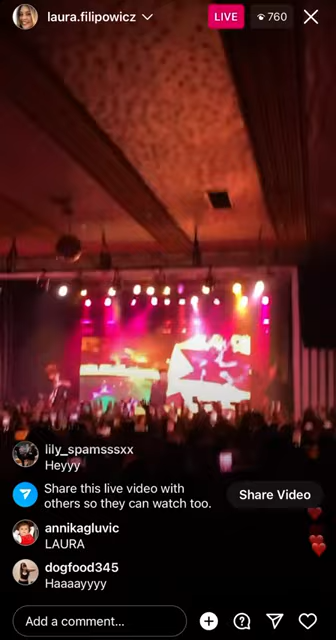 laura.filipowicz
LIVE
760
lily_spamsssxx
Heyyy
Share this live video with
others so they can watch too.
Share Video
annikagluvic
LAURA
dogfood345
Haaaayyyy
Add a comment...